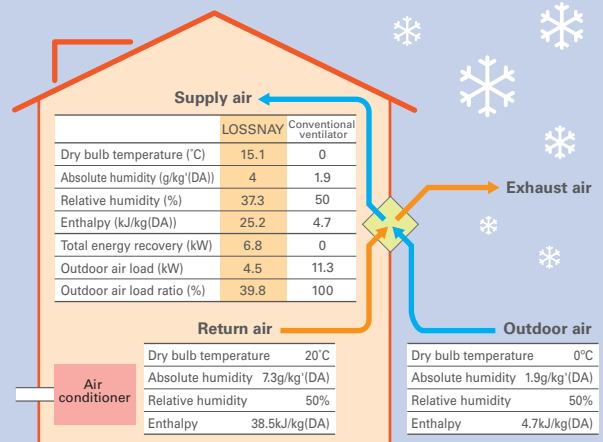 Supply air
LOSSNAY Conventional ventilator
Dry bulb temperature (˚C) 15.1 0
Absolute humidity (g/kg'(DA)) 4 1.9
Relative humidity (%) 37.3 50
Enthalpy (kJ/kg(DA)) 25.2 4.7
Total energy recovery (kW) 6.8 0
Outdoor air load (kW) 4.5 11.3
Outdoor air load ratio (%) 39.8 100
Exhaust air
Return air
Dry bulb temperature 20˚C
Absolute humidity 7.3g/kg'(DA)
Relative humidity 50%
Enthalpy 38.5kJ/kg(DA)
Outdoor air
Dry bulb temperature 0ºC
Absolute humidity 1.9g/kg'(DA)
Relative humidity 50%
Enthalpy 4.7kJ/kg(DA)
Air
conditioner